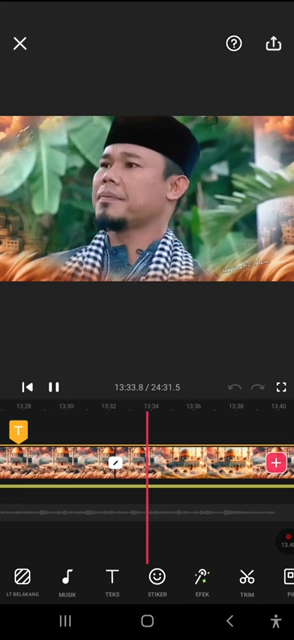 13:33.8 / 24:31.5
13:28 13:30 13:32 13:34 13:36 13:38 13:40
T
LT BELAKANG MUSIK TEKS STIKER EFEK TRIM